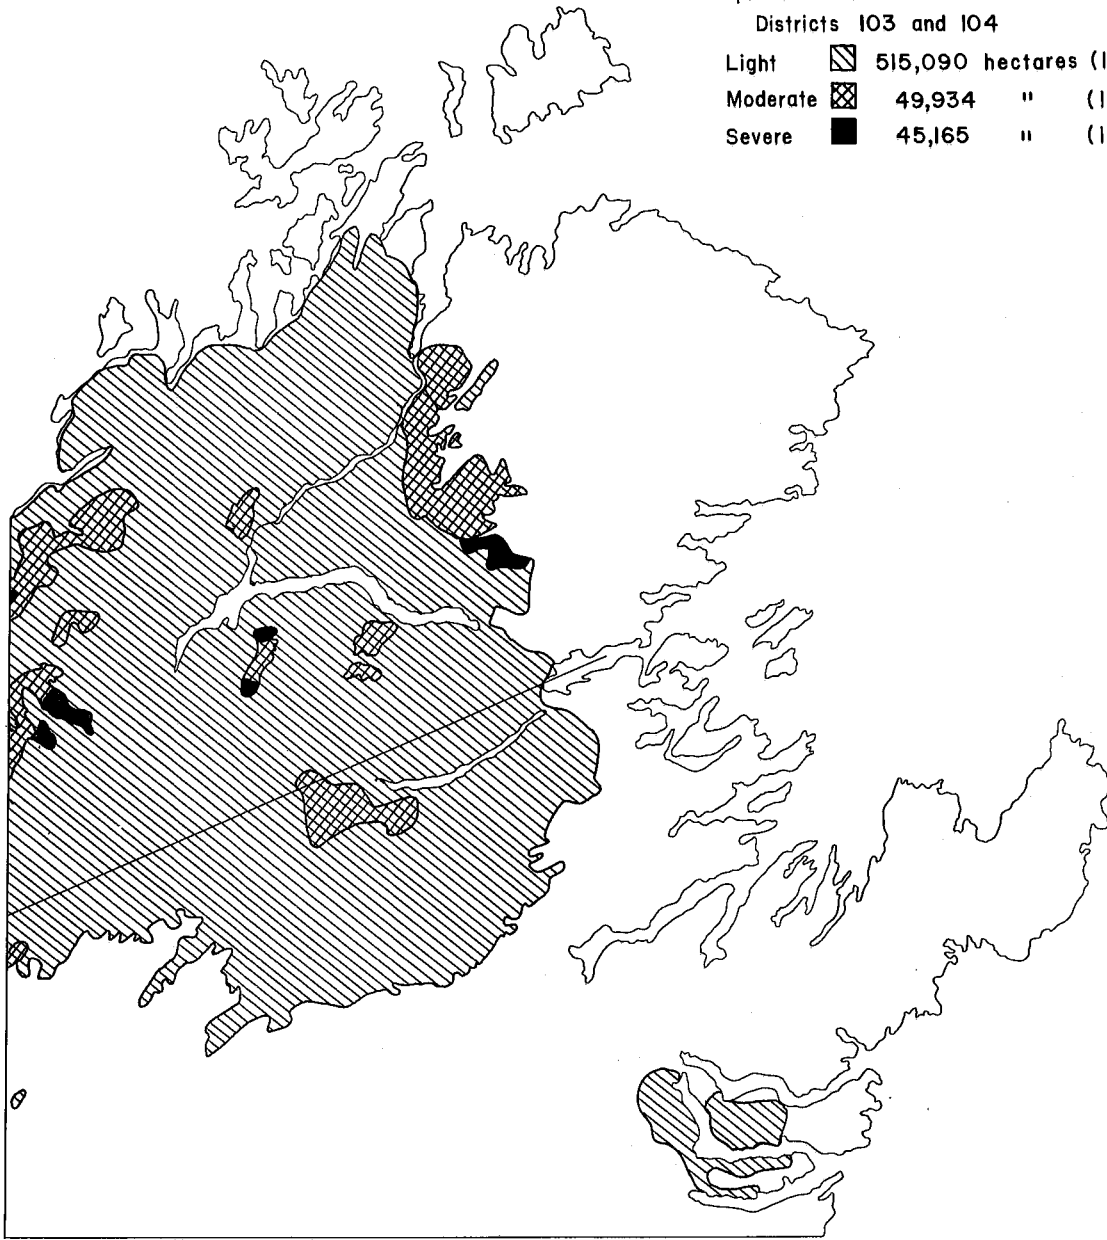 Districts 103 and 104
Light 515,090 hectares (1
Moderate 49,934 " (1
Severe 45,165 " (1